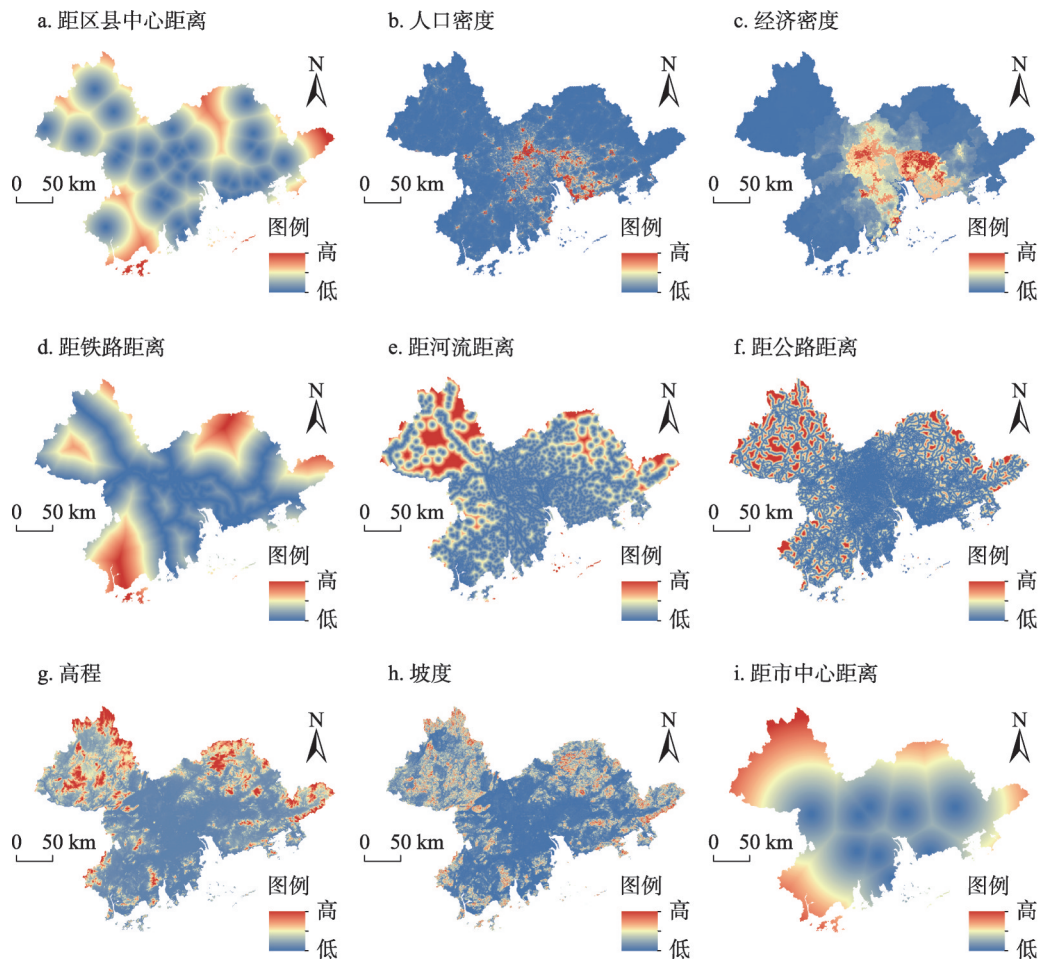 a. 距区县中心距离
N
0 50 km
图例
高
低
b. 人口密度
N
0 50 km
图例
高
低
c. 经济密度
N
0 50 km
图例
高
低
d. 距铁路距离
N
0 50 km
图例
高
低
e. 距河流距离
N
0 50 km
图例
高
低
f. 距公路距离
N
0 50 km
图例
高
低
g. 高程
N
0 50 km
图例
高
低
h. 坡度
N
0 50 km
图例
高
低
i. 距市中心距离
N
0 50 km
图例
高
低